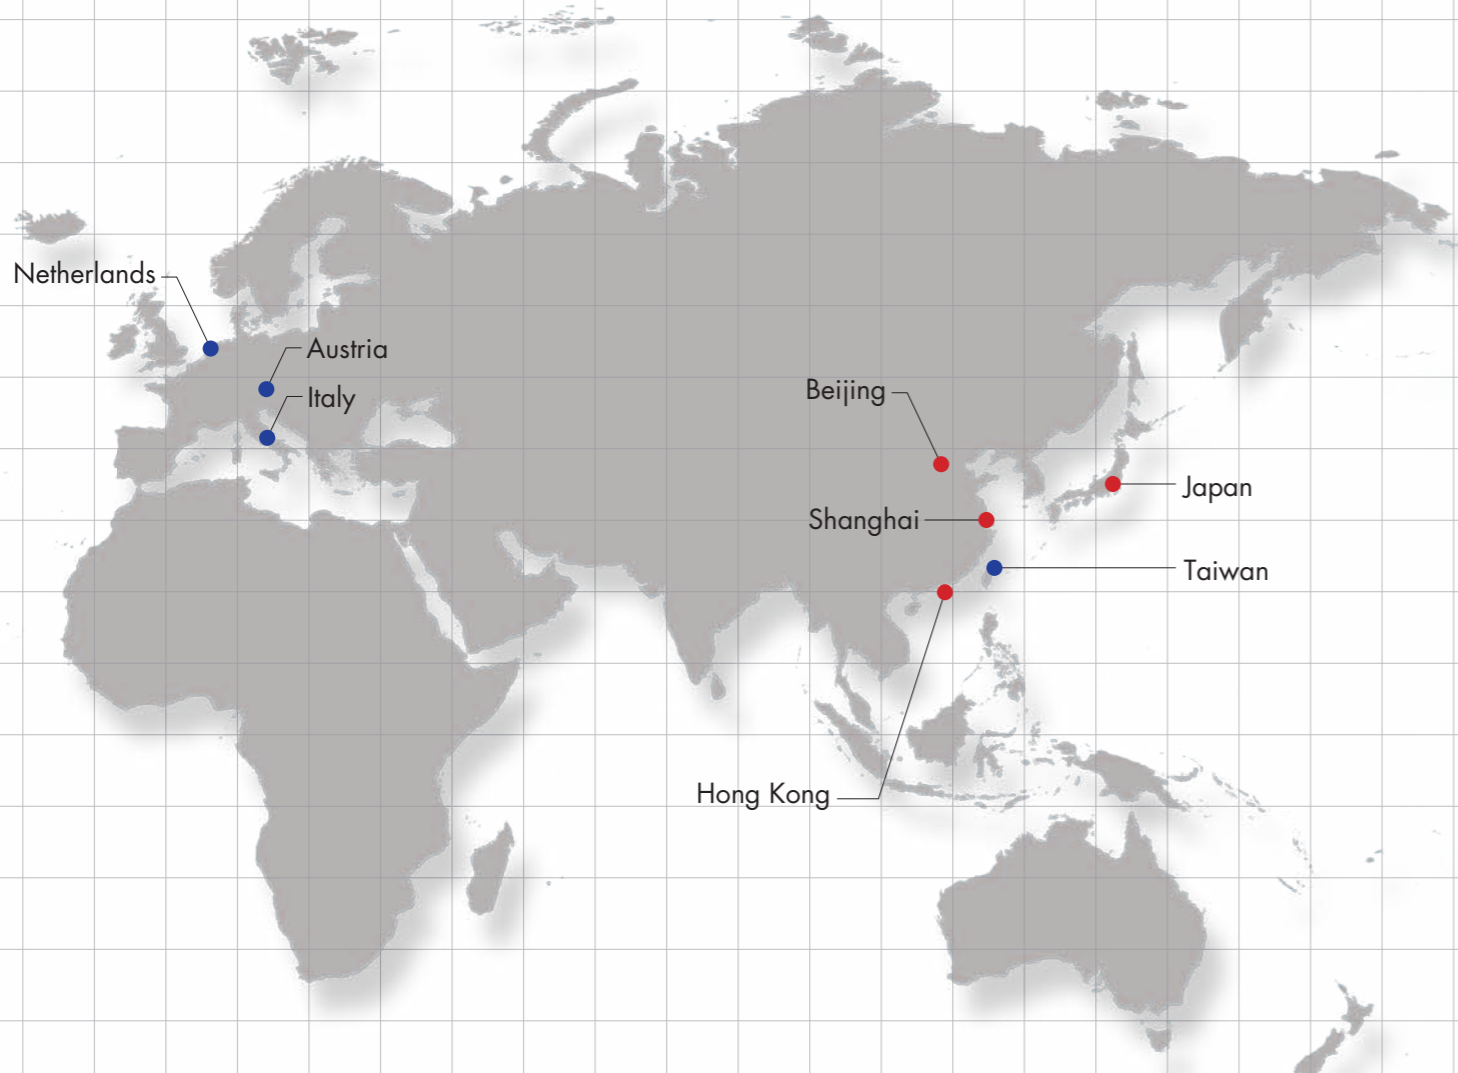 Netherlands
Austria
Italy
Beijing
Japan
Shanghai
Taiwan
Hong Kong